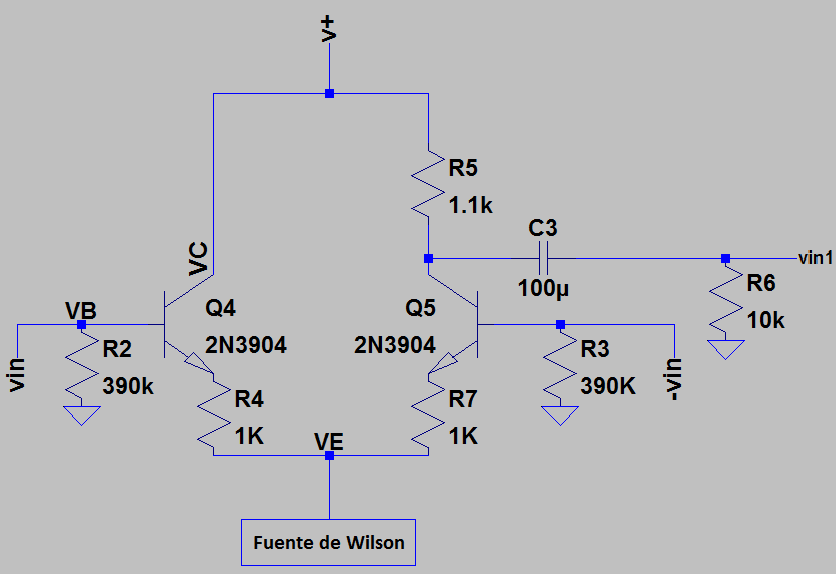 v+
R5
1.1k
C3
100µ
vin1
R6
10k
VC
Q4
2N3904
Q5
2N3904
VB
vin
R2
390k
R3
390K
-vin
R4
1K
R7
1K
VE
Fuente de Wilson